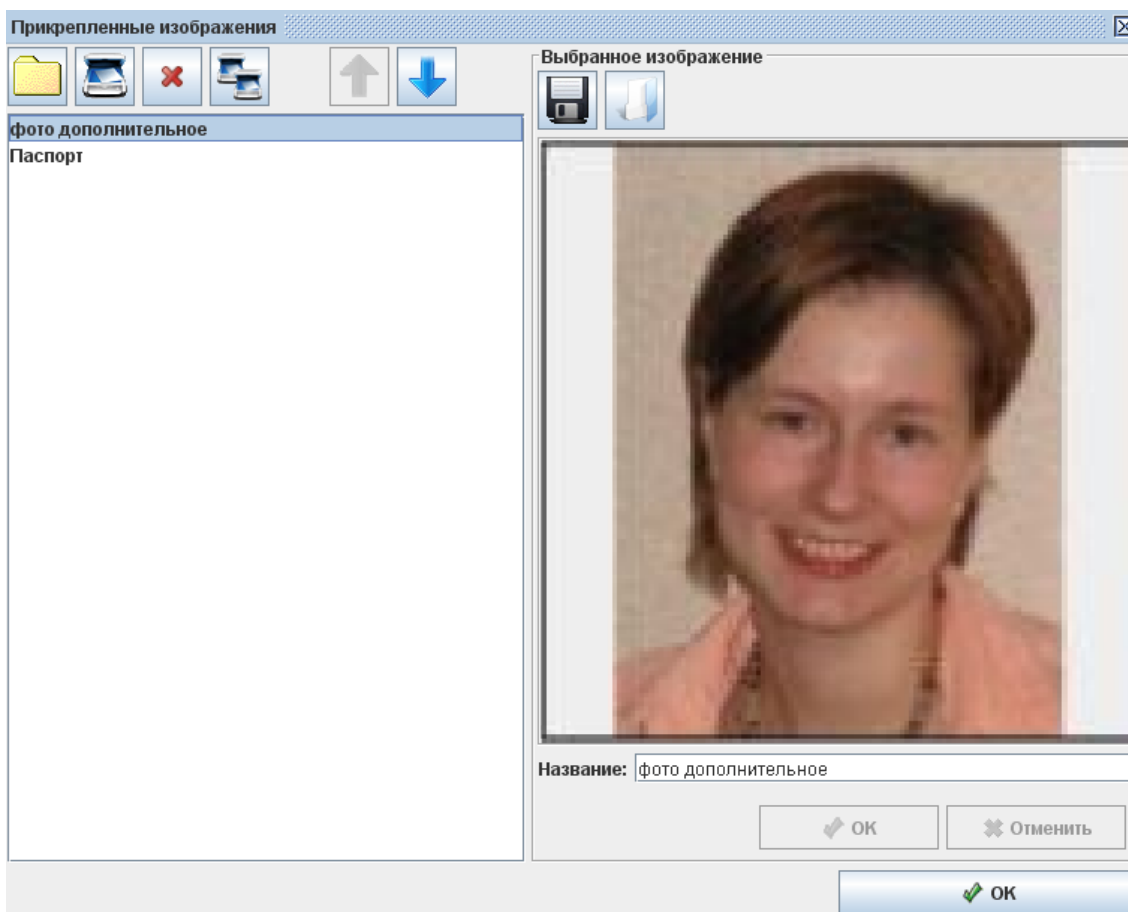 Прикрепленные изображения
Выбранное изображение
фото дополнительное
Паспорт
Название: фото дополнительное
OK
Отменить
OK